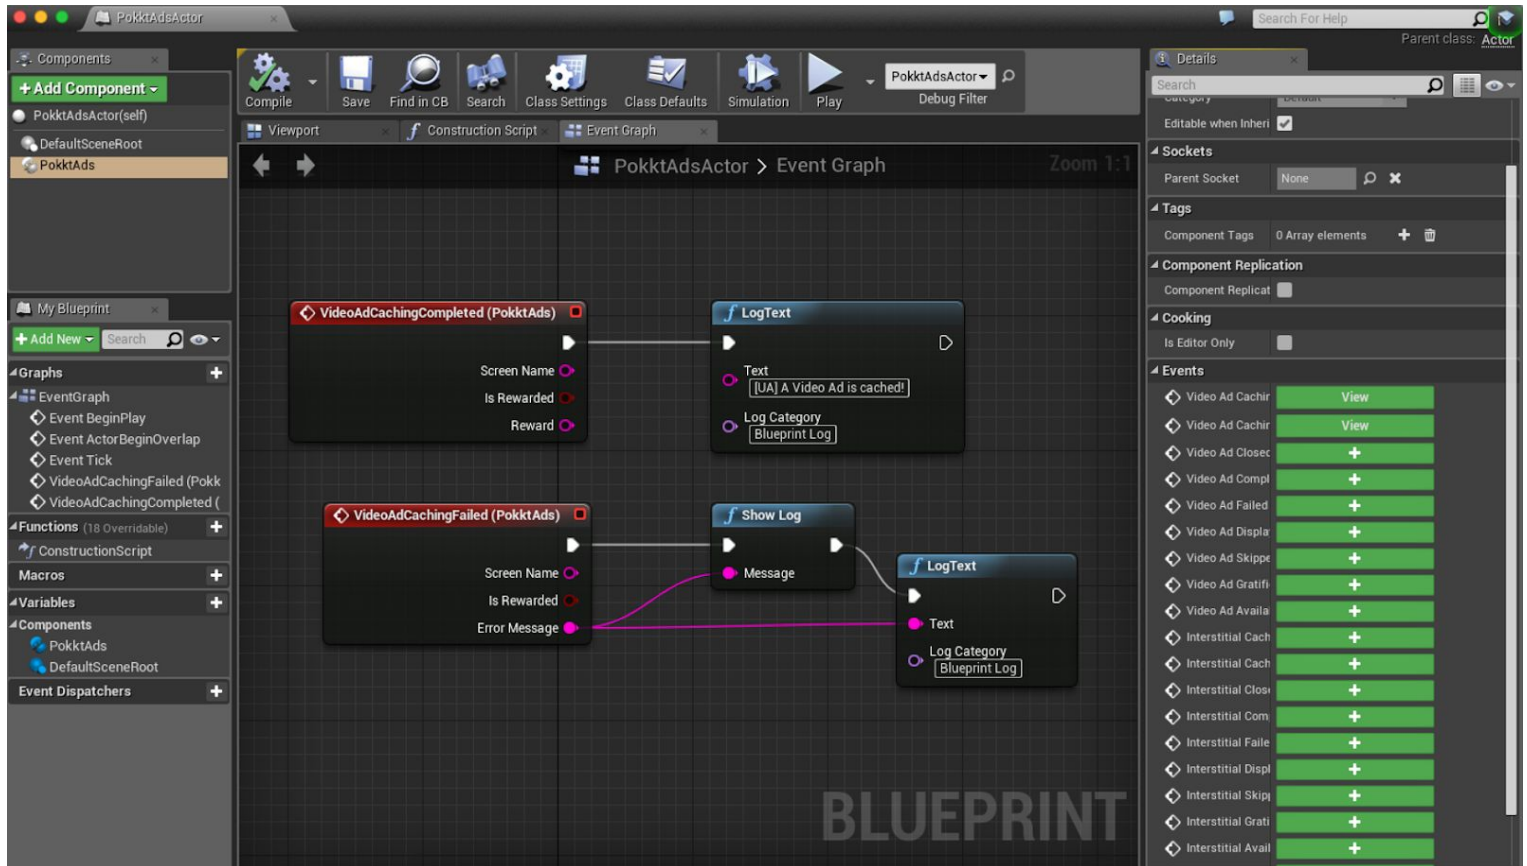 PokktAdsActor
Search For Help
Parent class: Actor
Components
+Add Component
PokktAdsActor(self)
DefaultSceneRoot
PokktAds
My Blueprint
+Add New
Search
Graphs
EventGraph
Event BeginPlay
Event ActorBeginOverlap
Event Tick
VideoAdCachingFailed (Pokk
VideoAdCachingCompleted (
Functions (18 Overridable)
ConstructionScript
Macros
Variables
Components
PokktAds
DefaultSceneRoot
Event Dispatchers
Compile
Save
Find in CB
Search
Class Settings
Class Defaults
Simulation
Play
PokktAdsActor
Debug Filter
Viewport
Construction Script
Event Graph
PokktAdsActor > Event Graph
Zoom 1:1
VideoAdCachingCompleted (PokktAds)
Screen Name
Is Rewarded
Reward
LogText
Text
[UA] A Video Ad is cached!
Log Category
Blueprint Log
VideoAdCachingFailed (PokktAds)
Screen Name
Is Rewarded
Error Message
Show Log
Message
LogText
Text
Log Category
Blueprint Log
BLUEPRINT
Details
Search
Category Default
Editable when Inheri
Sockets
Parent Socket None
Tags
Component Tags 0 Array elements
Component Replication
Component Replicat
Cooking
Is Editor Only
Events
Video Ad Cachin View
Video Ad Cachin View
Video Ad Closed
Video Ad Compl
Video Ad Failed
Video Ad Displa
Video Ad Skippe
Video Ad Gratifi
Video Ad Availa
Interstitial Cach
Interstitial Cach
Interstitial Clos
Interstitial Com
Interstitial Faile
Interstitial Displ
Interstitial Skip
Interstitial Grati
Interstitial Avail